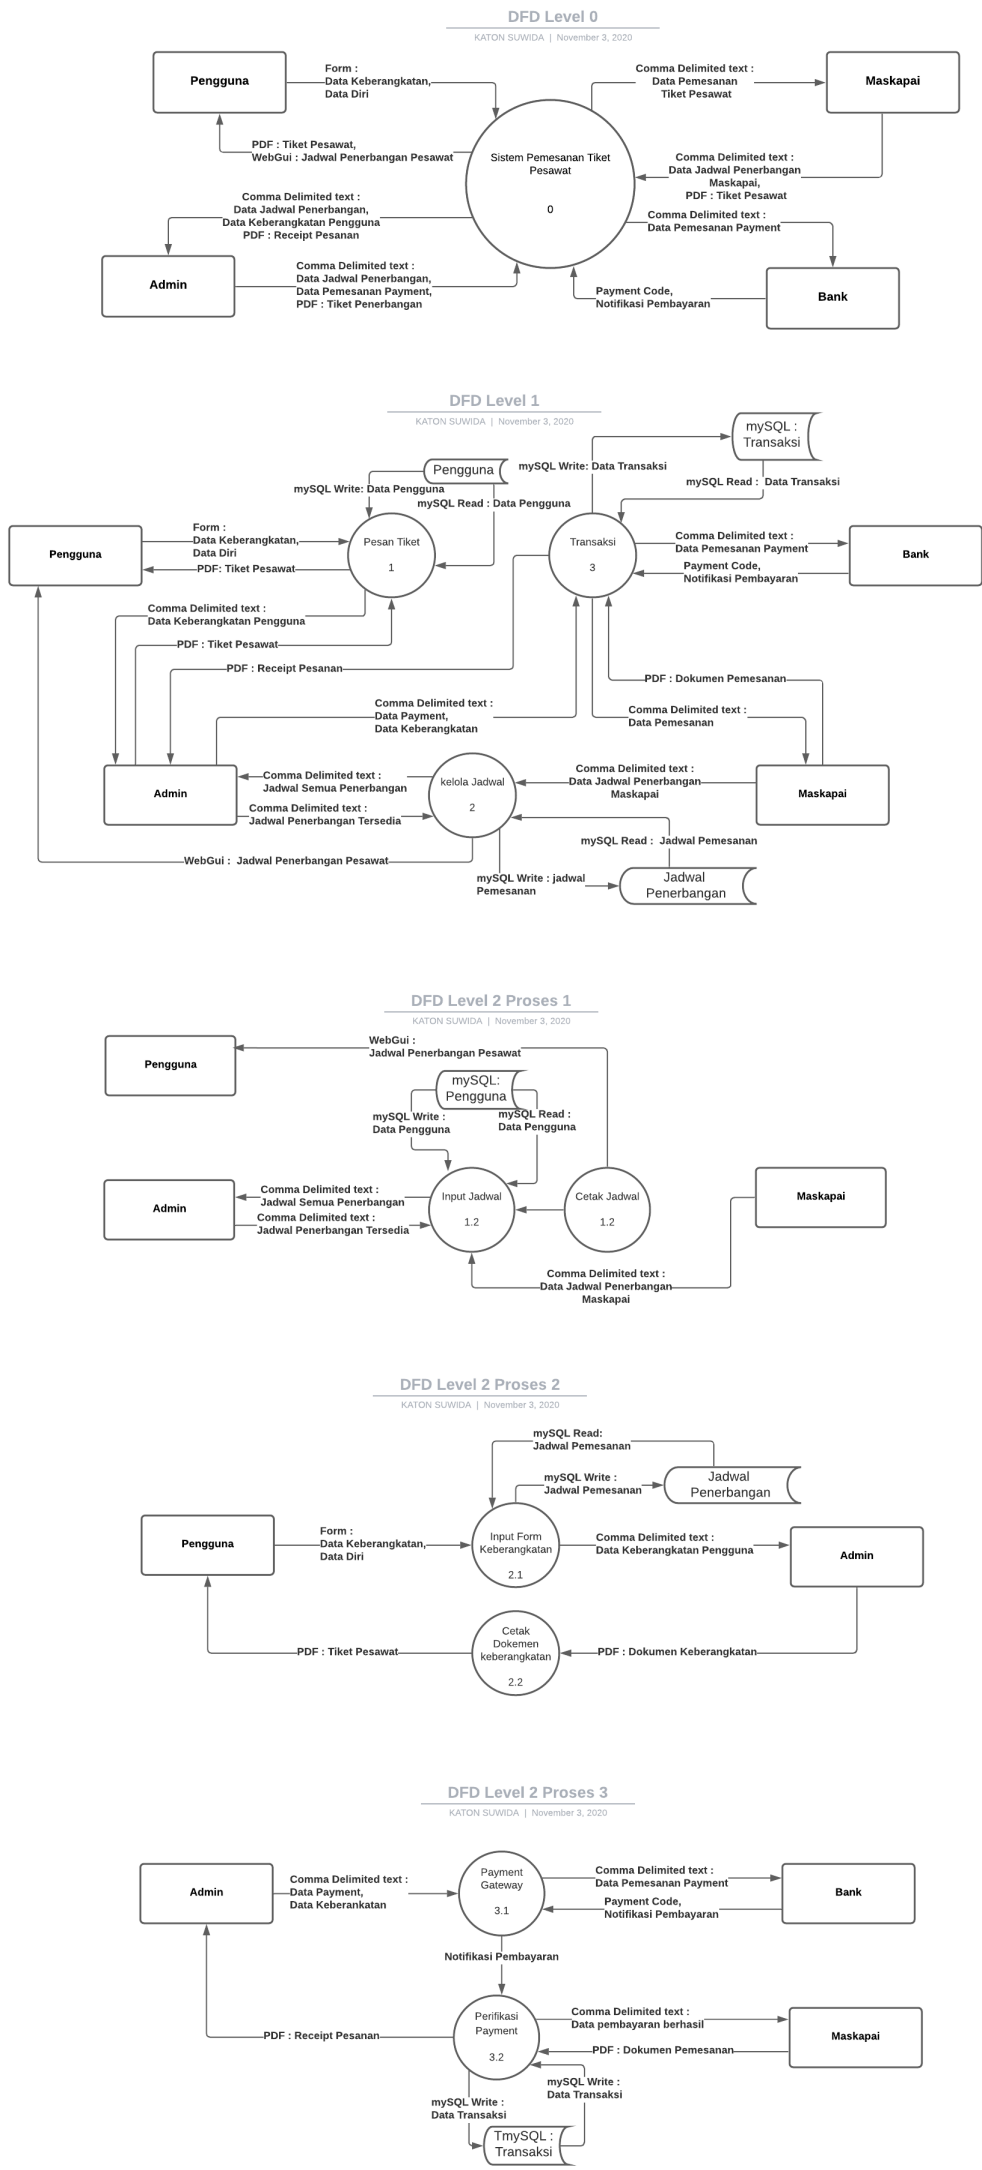 DFD Level 0
KATON SUWIDA | November 3, 2020
Pengguna
Form :
Data Keberangkatan,
Data Diri
Comma Delimited text :
Data Pemesanan
Tiket Pesawat
Maskapai
PDF : Tiket Pesawat,
WebGui : Jadwal Penerbangan Pesawat
Sistem Pemesanan Tiket
Pesawat
0
Comma Delimited text :
Data Jadwal Penerbangan
Maskapai,
PDF : Tiket Pesawat
Comma Delimited text :
Data Jadwal Penerbangan,
Data Keberangkatan Pengguna
PDF : Receipt Pesanan
Comma Delimited text :
Data Pemesanan Payment
Admin
Comma Delimited text :
Data Jadwal Penerbangan,
Data Pemesanan Payment,
PDF : Tiket Penerbangan
Payment Code,
Notifikasi Pembayaran
Bank
DFD Level 1
KATON SUWIDA | November 3, 2020
mySQL :
Transaksi
Pengguna
mySQL Write: Data Transaksi
mySQL Read : Data Transaksi
mySQL Write: Data Pengguna
mySQL Read : Data Pengguna
Pengguna
Form :
Data Keberangkatan,
Data Diri
PDF: Tiket Pesawat
Pesan Tiket
1
Transaksi
3
Comma Delimited text :
Data Pemesanan Payment
Payment Code,
Notifikasi Pembayaran
Bank
Comma Delimited text :
Data Keberangkatan Pengguna
PDF : Tiket Pesawat
PDF : Receipt Pesanan
PDF : Dokumen Pemesanan
Comma Delimited text :
Data Payment,
Data Keberangkatan
Comma Delimited text :
Data Pemesanan
Admin
Comma Delimited text :
Jadwal Semua Penerbangan
Comma Delimited text :
Jadwal Penerbangan Tersedia
kelola Jadwal
2
Comma Delimited text :
Data Jadwal Penerbangan
Maskapai
Maskapai
mySQL Read : Jadwal Pemesanan
WebGui : Jadwal Penerbangan Pesawat
mySQL Write : jadwal
Pemesanan
Jadwal
Penerbangan
DFD Level 2 Proses 1
KATON SUWIDA | November 3, 2020
Pengguna
WebGui :
Jadwal Penerbangan Pesawat
mySQL:
Pengguna
mySQL Write :
Data Pengguna
mySQL Read :
Data Pengguna
Admin
Comma Delimited text :
Jadwal Semua Penerbangan
Comma Delimited text :
Jadwal Penerbangan Tersedia
Input Jadwal
1.2
Cetak Jadwal
1.2
Maskapai
Comma Delimited text :
Data Jadwal Penerbangan
Maskapai
DFD Level 2 Proses 2
KATON SUWIDA | November 3, 2020
mySQL Read:
Jadwal Pemesanan
mySQL Write :
Jadwal Pemesanan
Jadwal
Penerbangan
Pengguna
Form :
Data Keberangkatan,
Data Diri
Input Form
Keberangkatan
2.1
Comma Delimited text :
Data Keberangkatan Pengguna
Admin
PDF : Tiket Pesawat
Cetak
Dokemen
keberangkatan
2.2
PDF : Dokumen Keberangkatan
DFD Level 2 Proses 3
KATON SUWIDA | November 3, 2020
Admin
Comma Delimited text :
Data Payment,
Data Keberankatan
Payment
Gateway
3.1
Comma Delimited text :
Data Pemesanan Payment
Payment Code,
Notifikasi Pembayaran
Bank
Notifikasi Pembayaran
PDF : Receipt Pesanan
Perifikasi
Payment
3.2
Comma Delimited text :
Data pembayaran berhasil
PDF : Dokumen Pemesanan
Maskapai
mySQL Write :
Data Transaksi
mySQL Write :
Data Transaksi
TmySQL :
Transaksi